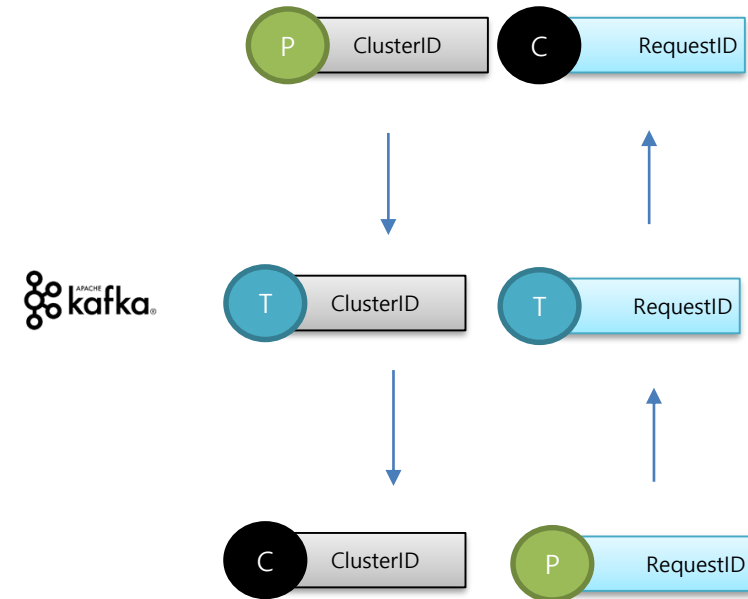 P ClusterID C RequestID
APACHE
kafka®
T ClusterID T RequestID
C ClusterID P RequestID